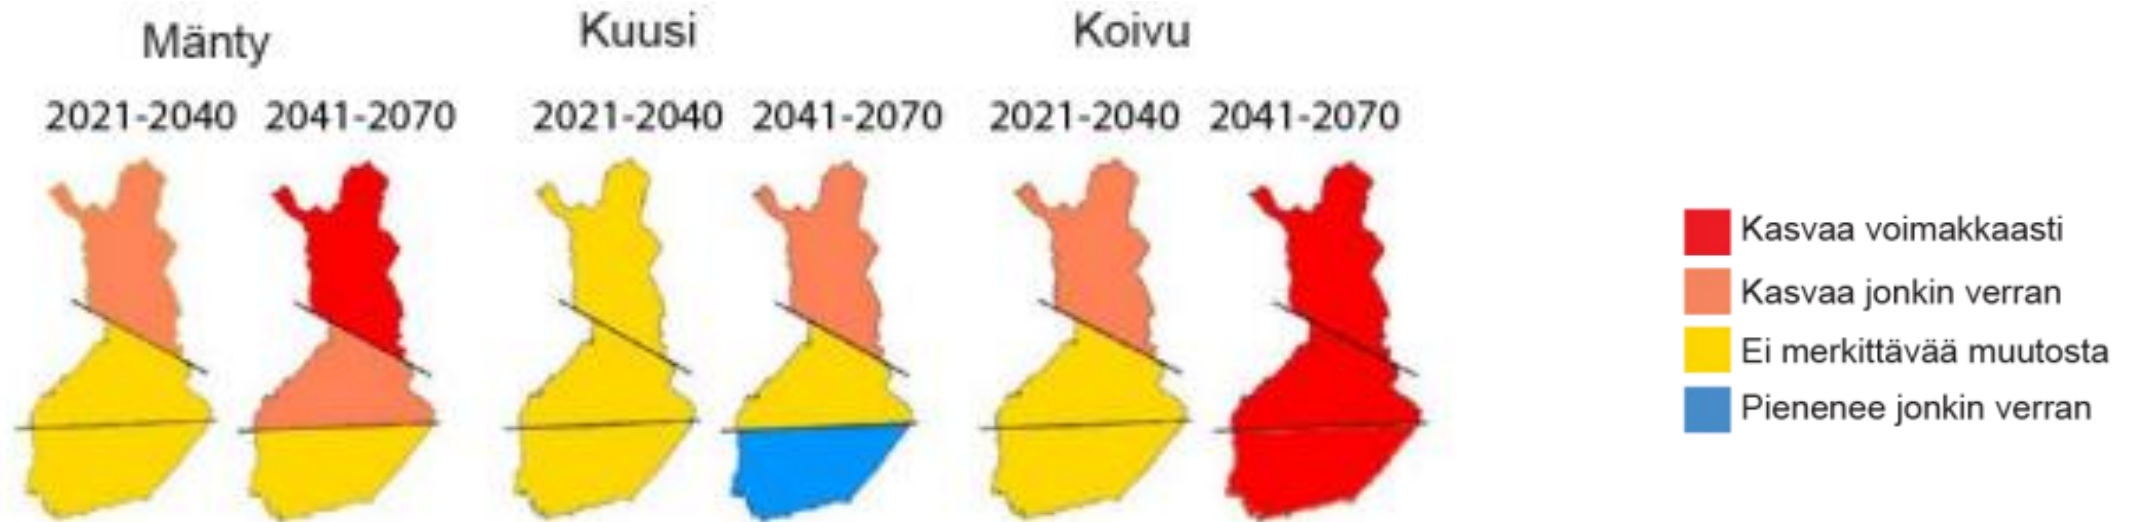 Mänty
Kuusi
Koivu
2021-2040
2041-2070
2021-2040
2041-2070
2021-2040
2041-2070
Kasvaa voimakkaasti
Kasvaa jonkin verran
Ei merkittävää muutosta
Pienenee jonkin verran